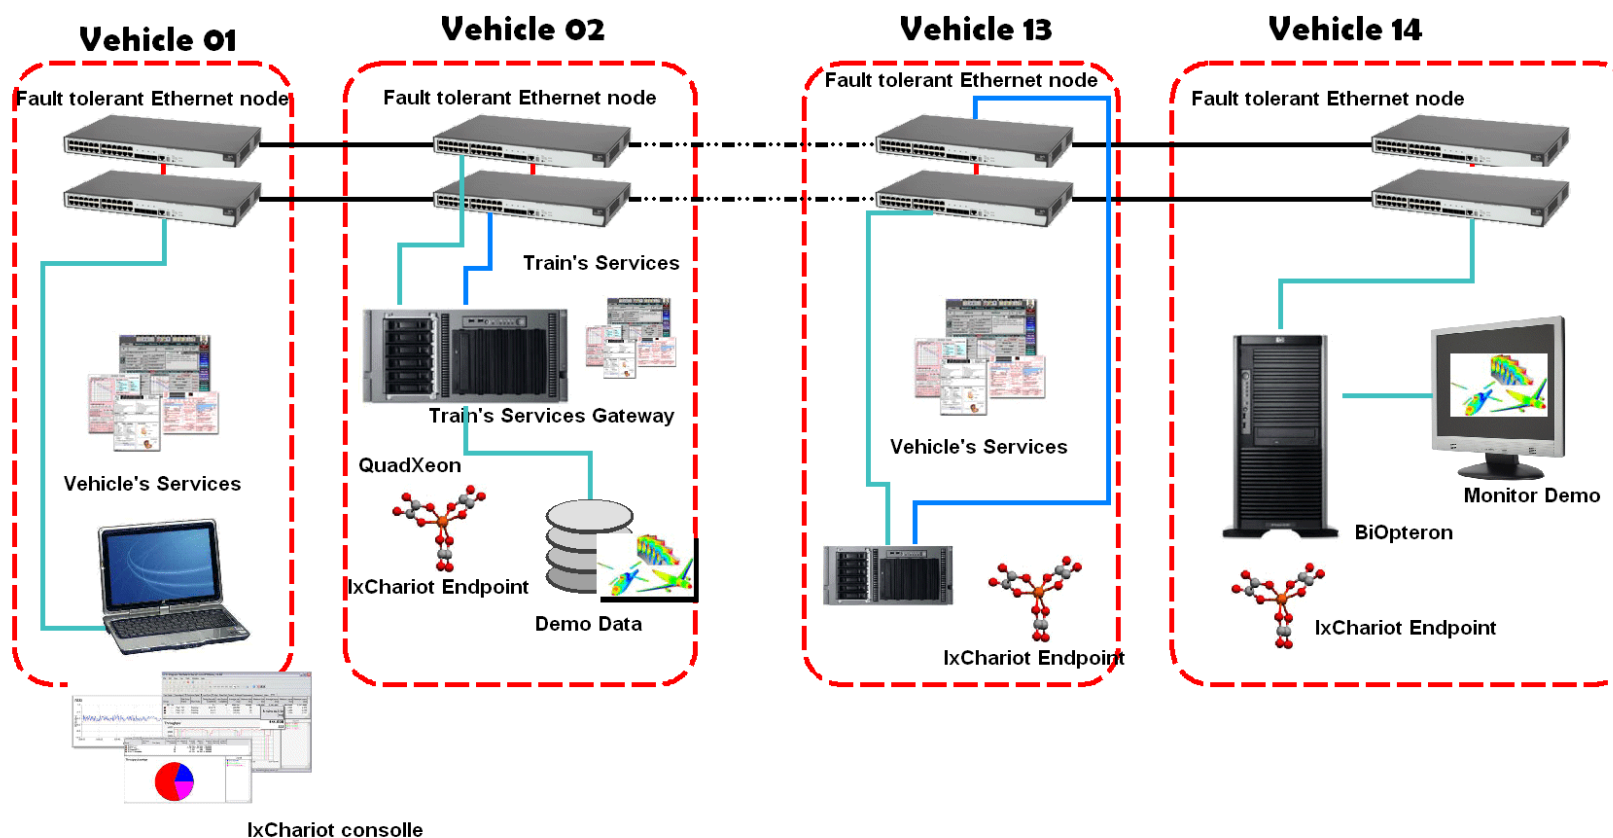 Vehicle 01
Vehicle 02
Vehicle 13
Vehicle 14
Fault tolerant Ethernet node
Fault tolerant Ethernet node
Fault tolerant Ethernet node
Fault tolerant Ethernet node
Train's Services
Train's Services Gateway
Vehicle's Services
Vehicle's Services
QuadXeon
Monitor Demo
BiOpteron
IxChariot Endpoint
Demo Data
IxChariot Endpoint
IxChariot Endpoint
IxChariot consolle